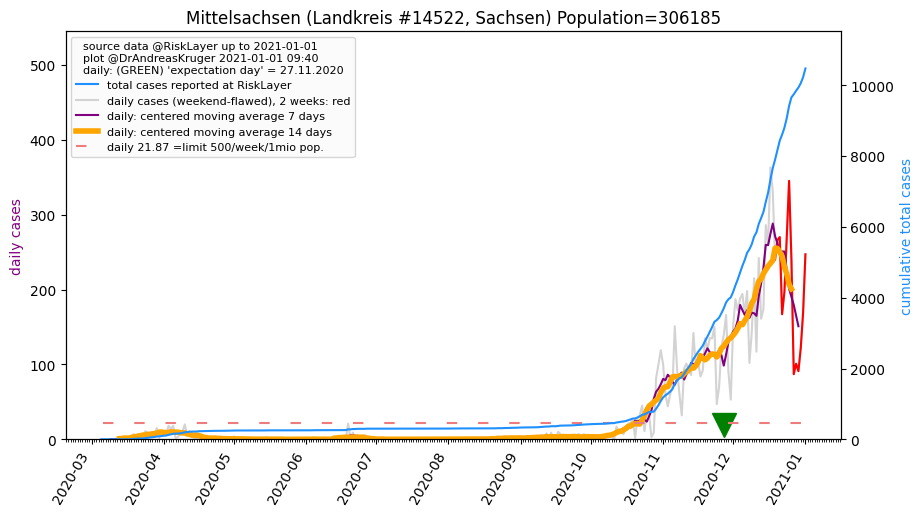 Mittelsachsen (Landkreis #14522, Sachsen) Population=306185
source data @RiskLayer up to 2021-01-01
plot @DrAndreasKruger 2021-01-01 09:40
daily: (GREEN) 'expectation day' = 27.11.2020
total cases reported at RiskLayer
daily cases (weekend-flawed), 2 weeks: red
daily: centered moving average 7 days
daily: centered moving average 14 days
daily 21.87 =limit 500/week/1mio pop.
daily cases
500
400
300
200
100
0
cumulative total cases
10000
8000
6000
4000
2000
0
2020-03
2020-04
2020-05
2020-06
2020-07
2020-08
2020-09
2020-10
2020-11
2020-12
2021-01